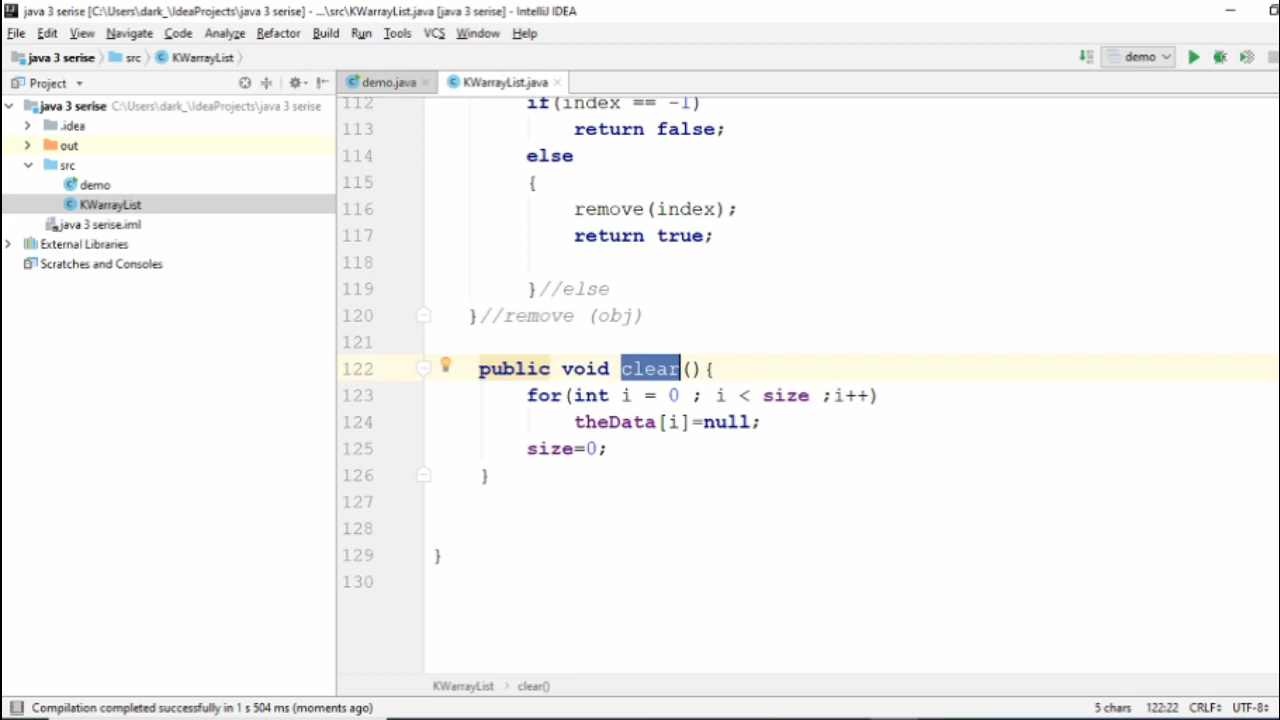 java 3 serise [C:\Users\dark_\IdeaProjects\java 3 serise] - ...\src\KWarrayList.java [java 3 serise] - IntelliJ IDEA
File Edit View Navigate Code Analyze Refactor Build Run Tools VCS Window Help
java 3 serise src KWarrayList demo
Project demo.java KWarrayList.java
java 3 serise C:\Users\dark_\IdeaProjects\java 3 serise
.idea
out
src
demo
KWarrayList
java 3 serise.iml
External Libraries
Scratches and Consoles
112 if(index == -1)
113 return false;
114 else
115 {
116 remove(index);
117 return true;
118
119 }//else
120 }//remove (obj)
121
122 public void clear(){
123 for(int i = 0 ; i < size ;i++)
124 theData[i]=null;
125 size=0;
126 }
127
128
129 }
130
KWarrayList clear()
Compilation completed successfully in 1 s 504 ms (moments ago) 5 chars 122:22 CRLF UTF-8